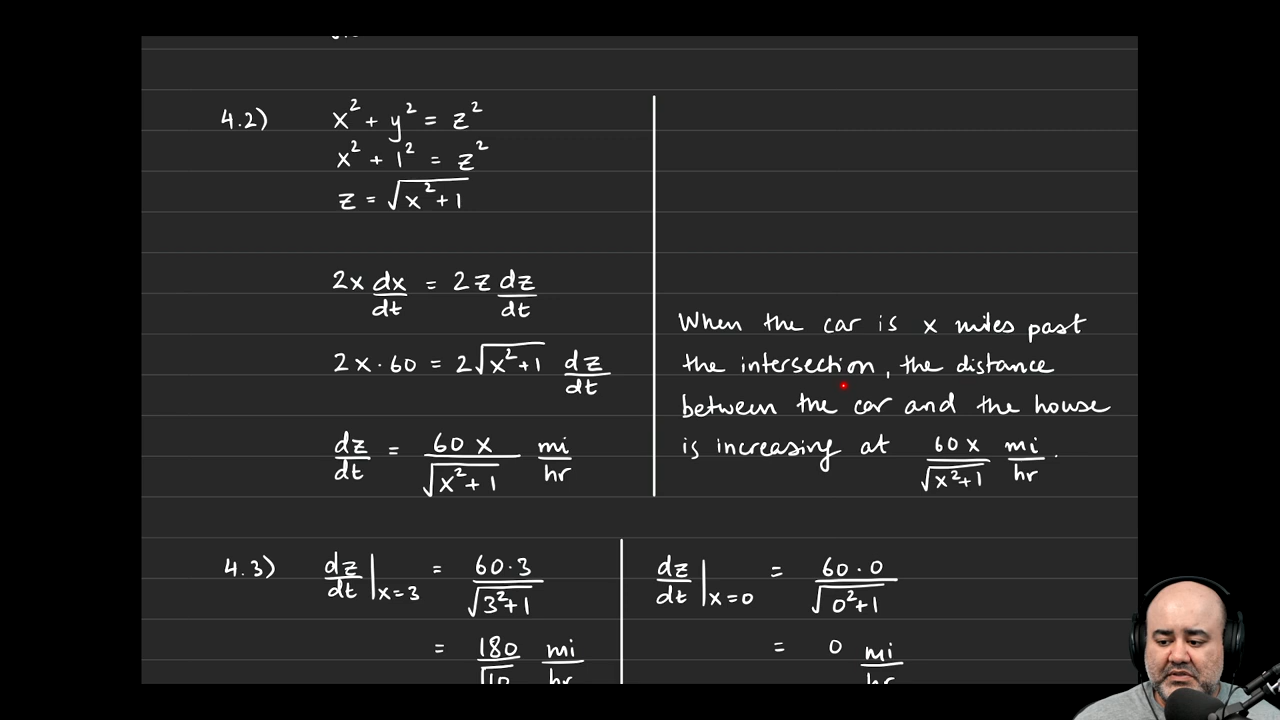 4.2) x² + y² = z²
x² + 1² = z²
z = √(x²+1)
2x dx/dt = 2z dz/dt
2x · 60 = 2√(x²+1) dz/dt
dz/dt = 60x/√(x²+1) mi/hr
When the car is x miles past
the intersection, the distance
between the car and the house
is increasing at 60x/√(x²+1) mi/hr.
4.3) dz/dt |x=3 = 60·3/√(3²+1)
= 180/√10 mi/hr
dz/dt |x=0 = 60·0/√(0²+1)
= 0 mi/hr